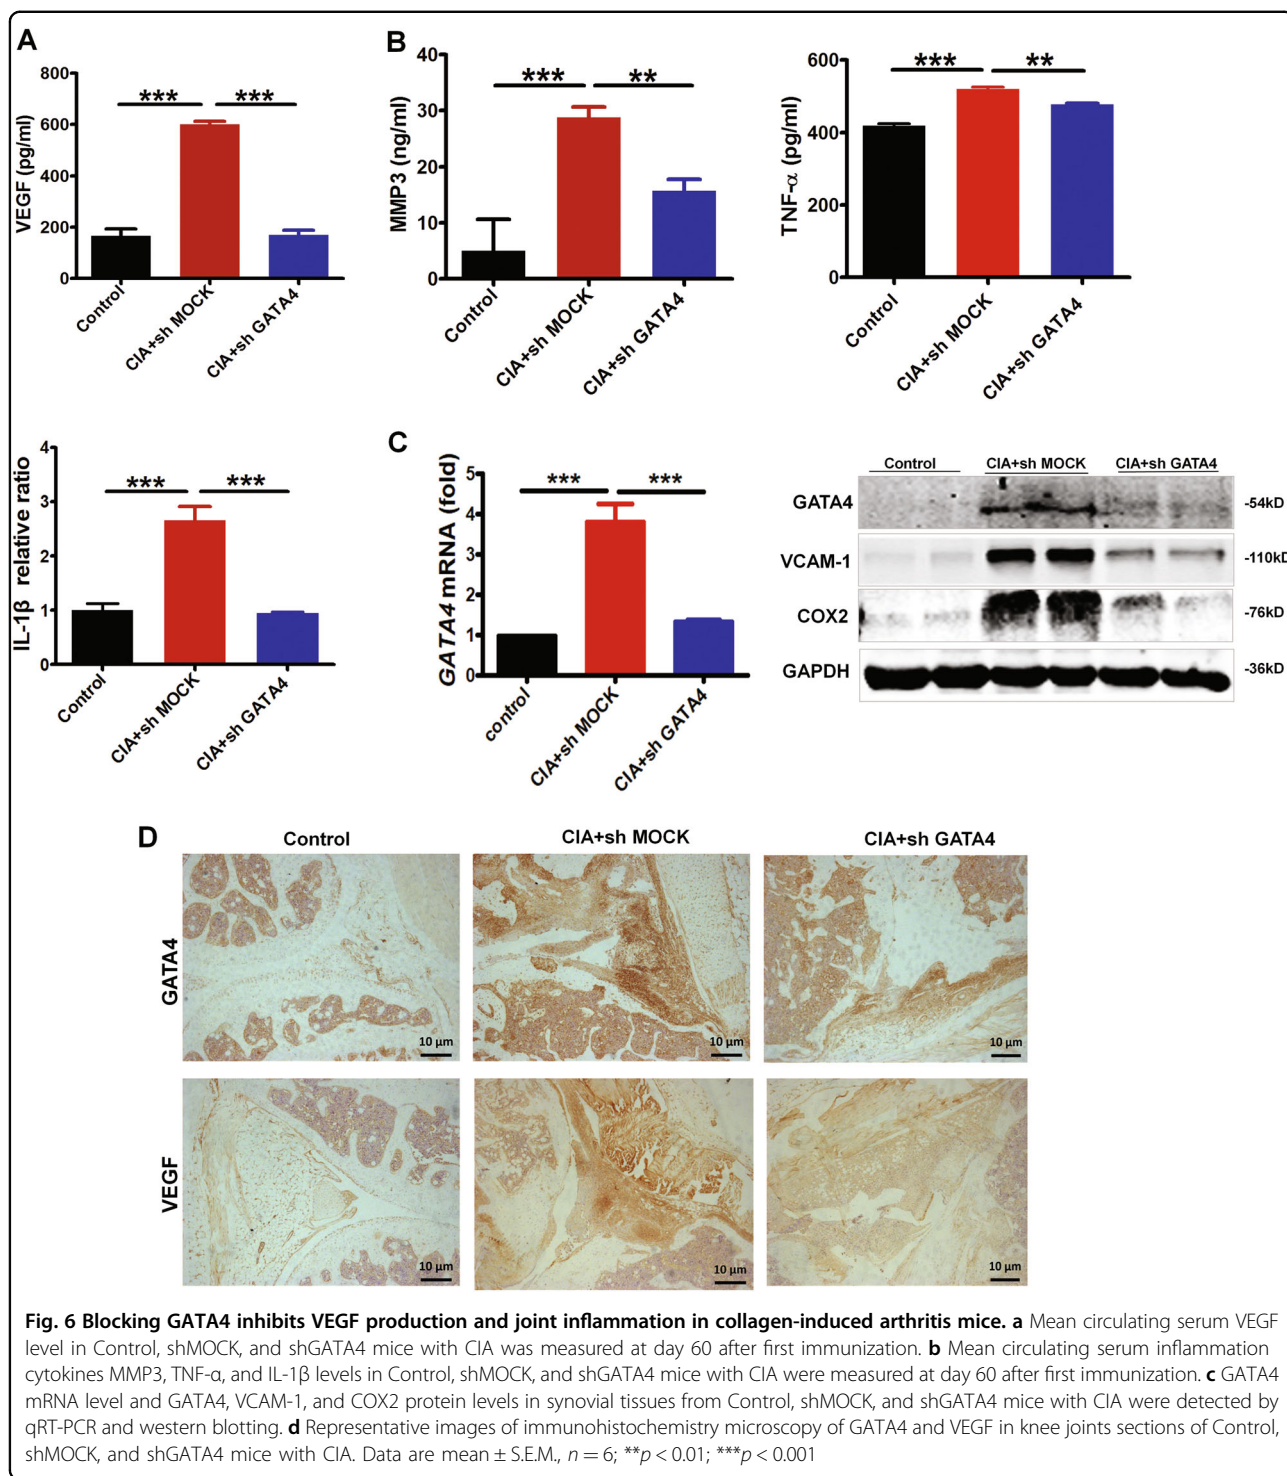 A
VEGF (pg/ml)
800
600
400
200
0
***
***
Control
CIA+sh MOCK
CIA+sh GATA4
B
MMP3 (ng/ml)
40
30
20
10
0
***
**
Control
CIA+sh MOCK
CIA+sh GATA4
TNF-α (pg/ml)
600
400
200
0
***
**
Control
CIA+sh MOCK
CIA+sh GATA4
IL-1β relative ratio
4
3
2
1
0
***
***
Control
CIA+sh MOCK
CIA+sh GATA4
C
GATA4 mRNA (fold)
5
4
3
2
1
0
***
***
control
CIA+sh MOCK
CIA+sh GATA4
Control CIA+sh MOCK CIA+sh GATA4
GATA4 -54kD
VCAM-1 -110kD
COX2 -76kD
GAPDH -36kD
D
Control CIA+sh MOCK CIA+sh GATA4
GATA4
10 µm 10 µm 10 µm
VEGF
10 µm 10 µm 10 µm
Fig. 6 Blocking GATA4 inhibits VEGF production and joint inflammation in collagen-induced arthritis mice. a Mean circulating serum VEGF
level in Control, shMOCK, and shGATA4 mice with CIA was measured at day 60 after first immunization. b Mean circulating serum inflammation
cytokines MMP3, TNF-α, and IL-1β levels in Control, shMOCK, and shGATA4 mice with CIA were measured at day 60 after first immunization. c GATA4
mRNA level and GATA4, VCAM-1, and COX2 protein levels in synovial tissues from Control, shMOCK, and shGATA4 mice with CIA were detected by
qRT-PCR and western blotting. d Representative images of immunohistochemistry microscopy of GATA4 and VEGF in knee joints sections of Control,
shMOCK, and shGATA4 mice with CIA. Data are mean ± S.E.M., n = 6; **p < 0.01; ***p < 0.001